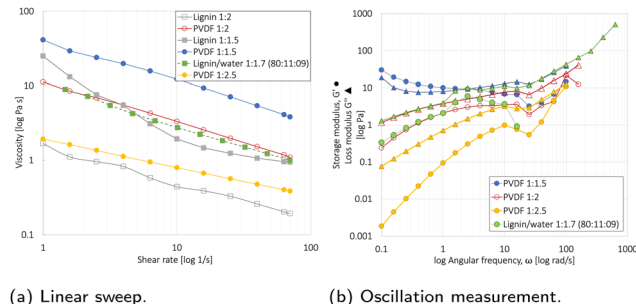 Lignin 1:2
PVDF 1:2
Lignin 1:1.5
PVDF 1:1.5
Lignin/water 1:1.7 (80:11:09)
PVDF 1:2.5
100
10
1
0.1
1
10
100
Viscosity [log Pa s]
Shear rate [log 1/s]
(a) Linear sweep.
10000
1000
100
10
1
0.1
0.01
0.001
0.1
1
10
100
1000
Storage modulus, G' ●
Loss modulus G'' ▲
[log Pa]
log Angular frequency, ω [log rad/s]
PVDF 1:1.5
PVDF 1:2
PVDF 1:2.5
Lignin/water 1:1.7 (80:11:09)
(b) Oscillation measurement.